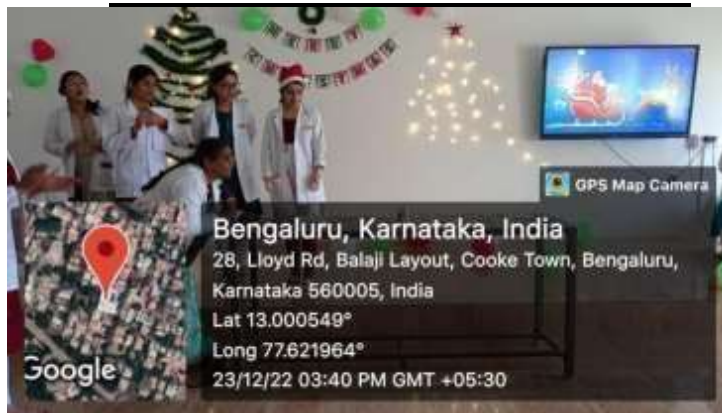 GPS Map Camera
Bengaluru, Karnataka, India
28, Lloyd Rd, Balaji Layout, Cooke Town, Bengaluru,
Karnataka 560005, India
Lat 13.000549°
Long 77.621964°
23/12/22 03:40 PM GMT +05:30
Google